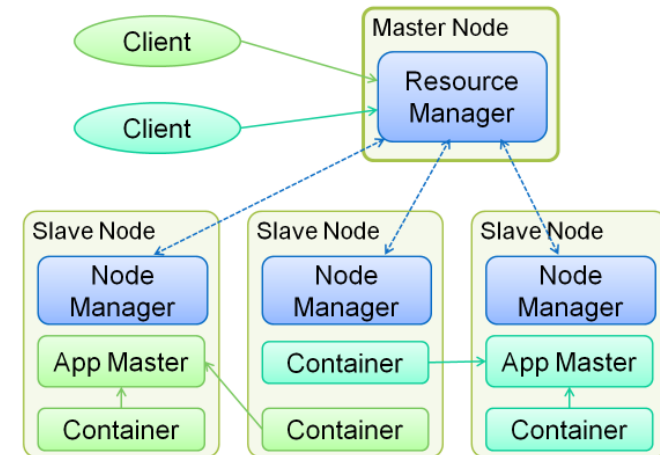 Client
Master Node
Resource
Manager
Client
Slave Node
Node
Manager
App Master
Container
Slave Node
Node
Manager
Container
Container
Slave Node
Node
Manager
App Master
Container